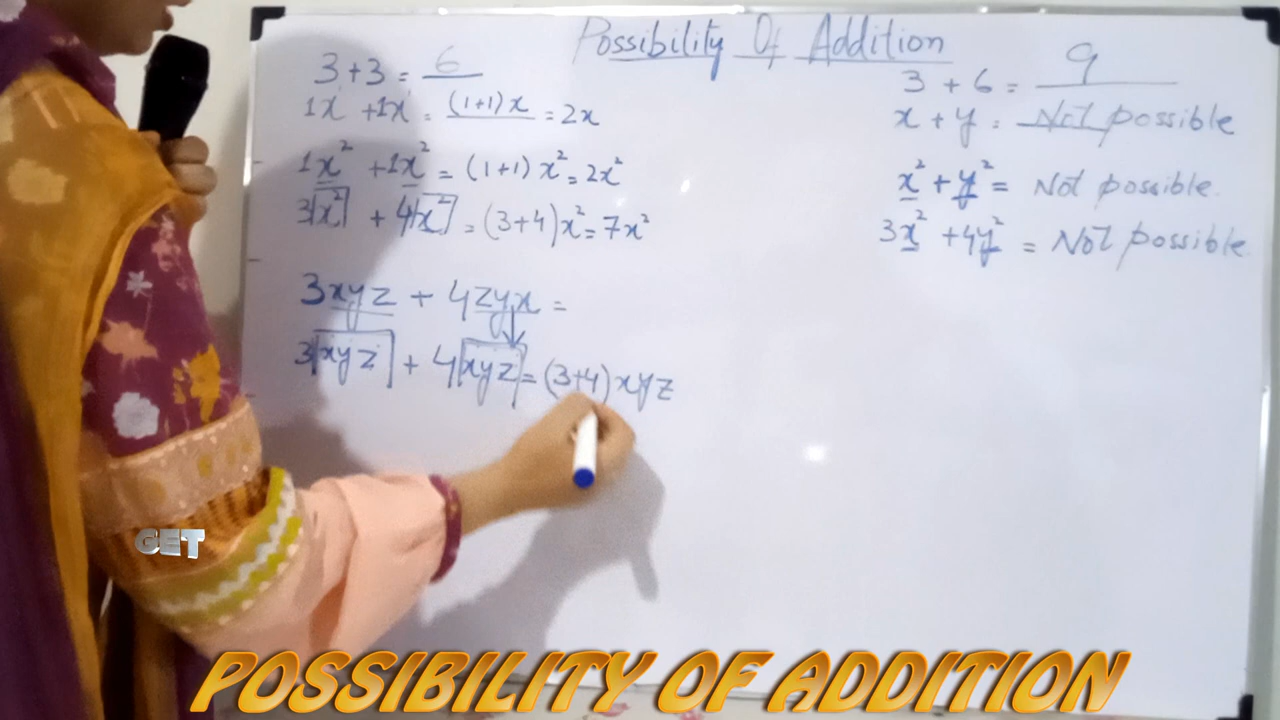 Possibility Of Addition
3+3 = 6
1x + 1x = (1+1)x = 2x
1x² + 1x² = (1+1) x² = 2x²
3x² + 4x² = (3+4)x² = 7x²
3xyz + 4zyx =
3xyz + 4xyz = (3+4)xyz
3 + 6 = 9
x + y = Not possible
x² + y² = Not possible.
3x² + 4y² = Not possible.
GET
POSSIBILITY OF ADDITION